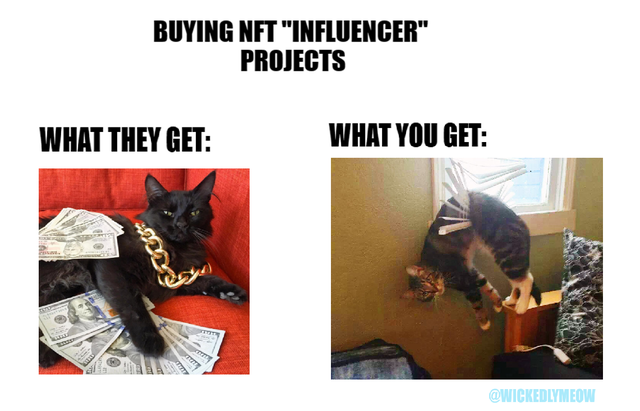 BUYING NFT "INFLUENCER"
PROJECTS
WHAT THEY GET:
WHAT YOU GET:
@WICKEDLYMEOW